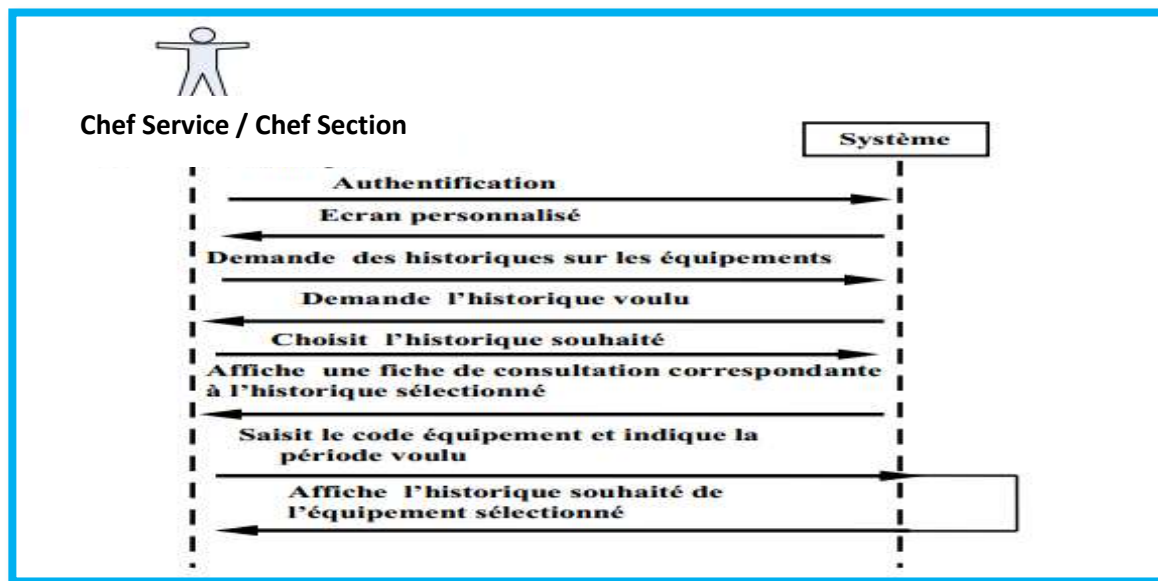 Chef Service / Chef Section
Système
Authentification
Ecran personnalisé
Demande des historiques sur les équipements
Demande l'historique voulu
Choisit l'historique souhaité
Affiche une fiche de consultation correspondante
à l'historique sélectionné
Saisit le code équipement et indique la
période voulu
Affiche l'historique souhaité de
l'équipement sélectionné